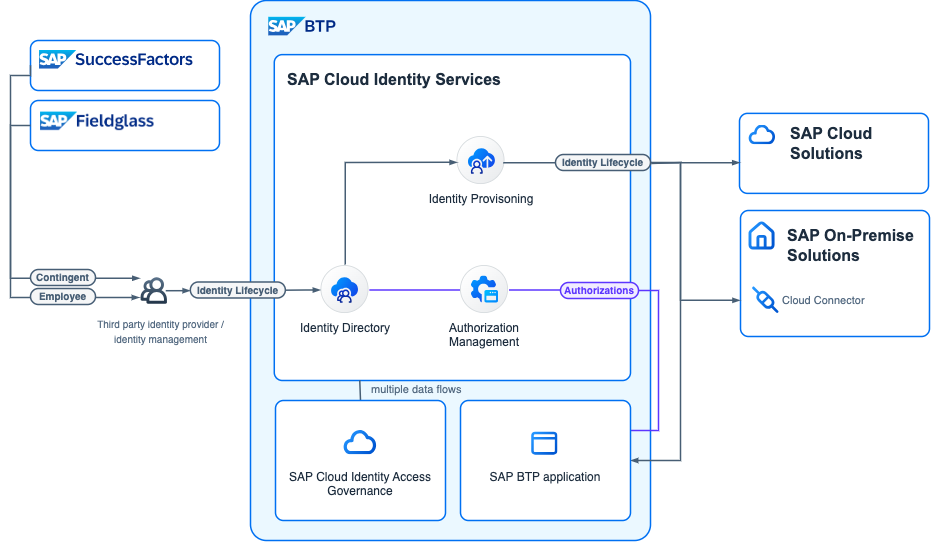 SAP BTP
SAP SuccessFactors
SAP Fieldglass
SAP Cloud Identity Services
Identity Provisoning
Identity Lifecycle
SAP Cloud
Solutions
SAP On-Premise
Solutions
Cloud Connector
Contingent
Employee
Third party identity provider /
identity management
Identity Lifecycle
Identity Directory
Authorization
Management
Authorizations
multiple data flows
SAP Cloud Identity Access
Governance
SAP BTP application